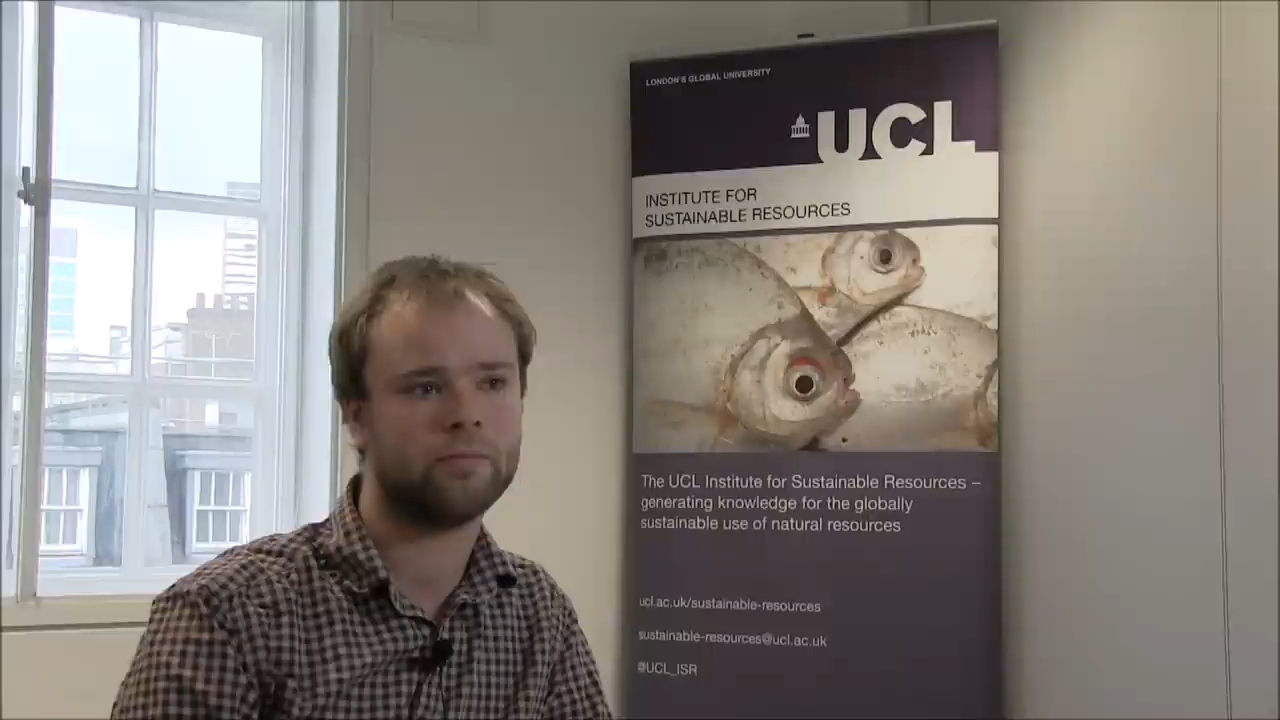 LONDON'S GLOBAL UNIVERSITY
UCL
INSTITUTE FOR
SUSTAINABLE RESOURCES
The UCL Institute for Sustainable Resources –
generating knowledge for the globally
sustainable use of natural resources
ucl.ac.uk/sustainable-resources
sustainable-resources@ucl.ac.uk
@UCL_ISR